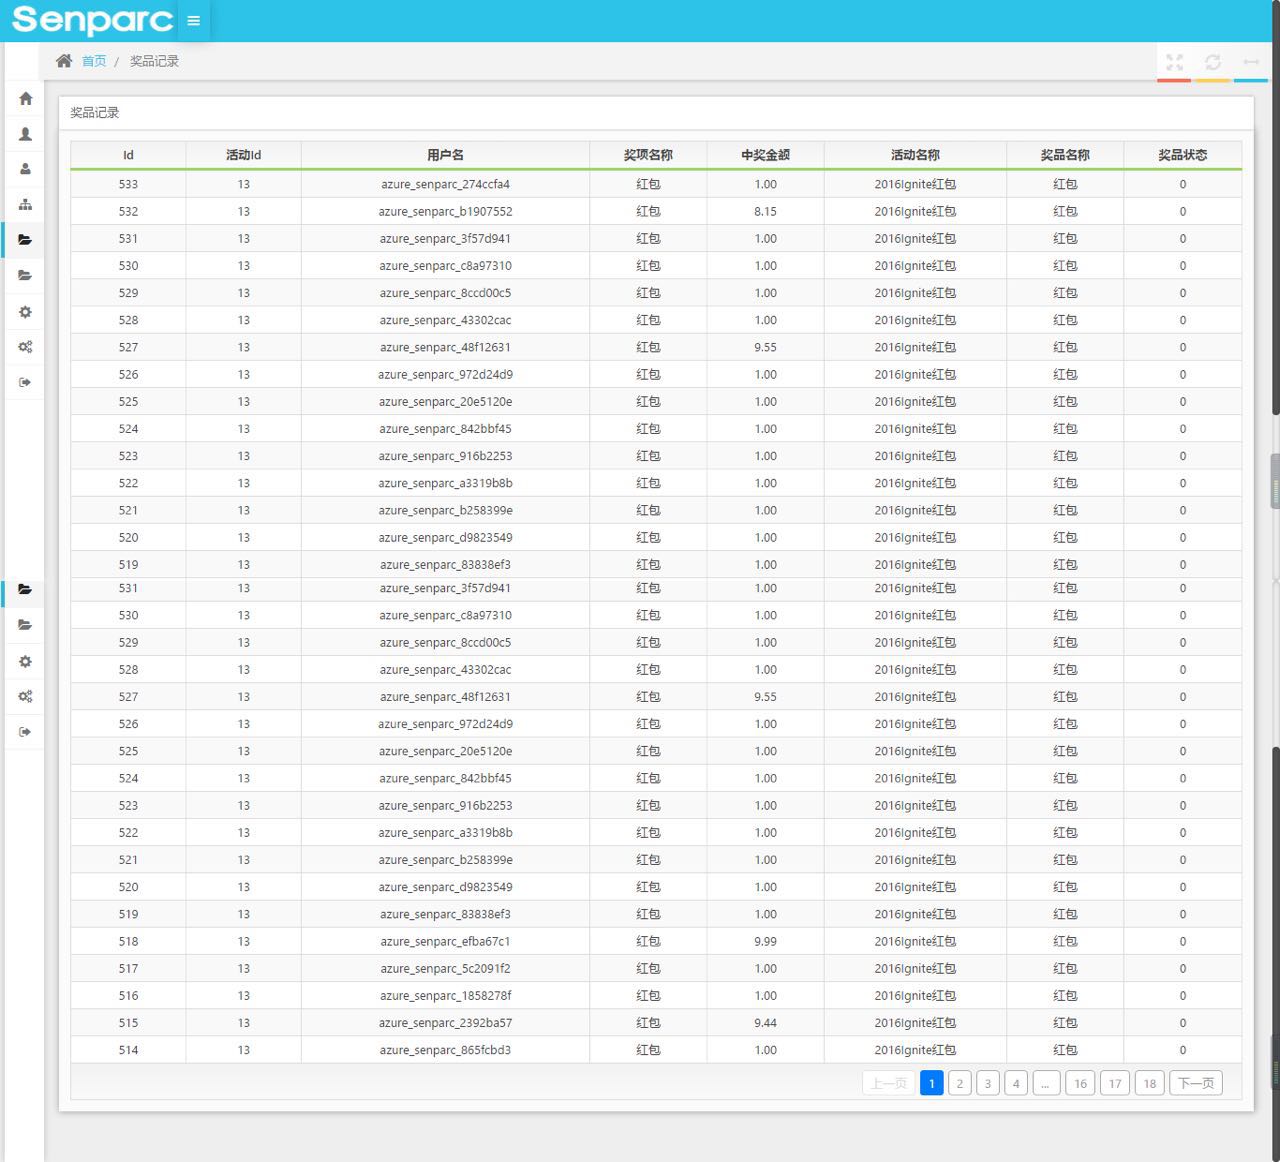 Senparc
首页 / 奖品记录
奖品记录
Id 活动Id 用户名 奖项名称 中奖金额 活动名称 奖品名称 奖品状态
533 13 azure_senparc_274ccfa4 红包 1.00 2016Ignite红包 红包 0
532 13 azure_senparc_b1907552 红包 8.15 2016Ignite红包 红包 0
531 13 azure_senparc_3f57d941 红包 1.00 2016Ignite红包 红包 0
530 13 azure_senparc_c8a97310 红包 1.00 2016Ignite红包 红包 0
529 13 azure_senparc_8ccd00c5 红包 1.00 2016Ignite红包 红包 0
528 13 azure_senparc_43302cac 红包 1.00 2016Ignite红包 红包 0
527 13 azure_senparc_48f12631 红包 9.55 2016Ignite红包 红包 0
526 13 azure_senparc_972d24d9 红包 1.00 2016Ignite红包 红包 0
525 13 azure_senparc_20e5120e 红包 1.00 2016Ignite红包 红包 0
524 13 azure_senparc_842bbf45 红包 1.00 2016Ignite红包 红包 0
523 13 azure_senparc_916b2253 红包 1.00 2016Ignite红包 红包 0
522 13 azure_senparc_a3319b8b 红包 1.00 2016Ignite红包 红包 0
521 13 azure_senparc_b258399e 红包 1.00 2016Ignite红包 红包 0
520 13 azure_senparc_d9823549 红包 1.00 2016Ignite红包 红包 0
519 13 azure_senparc_83838ef3 红包 1.00 2016Ignite红包 红包 0
531 13 azure_senparc_3f57d941 红包 1.00 2016Ignite红包 红包 0
530 13 azure_senparc_c8a97310 红包 1.00 2016Ignite红包 红包 0
529 13 azure_senparc_8ccd00c5 红包 1.00 2016Ignite红包 红包 0
528 13 azure_senparc_43302cac 红包 1.00 2016Ignite红包 红包 0
527 13 azure_senparc_48f12631 红包 9.55 2016Ignite红包 红包 0
526 13 azure_senparc_972d24d9 红包 1.00 2016Ignite红包 红包 0
525 13 azure_senparc_20e5120e 红包 1.00 2016Ignite红包 红包 0
524 13 azure_senparc_842bbf45 红包 1.00 2016Ignite红包 红包 0
523 13 azure_senparc_916b2253 红包 1.00 2016Ignite红包 红包 0
522 13 azure_senparc_a3319b8b 红包 1.00 2016Ignite红包 红包 0
521 13 azure_senparc_b258399e 红包 1.00 2016Ignite红包 红包 0
520 13 azure_senparc_d9823549 红包 1.00 2016Ignite红包 红包 0
519 13 azure_senparc_83838ef3 红包 1.00 2016Ignite红包 红包 0
518 13 azure_senparc_efba67c1 红包 9.99 2016Ignite红包 红包 0
517 13 azure_senparc_5c2091f2 红包 1.00 2016Ignite红包 红包 0
516 13 azure_senparc_1858278f 红包 1.00 2016Ignite红包 红包 0
515 13 azure_senparc_2392ba57 红包 9.44 2016Ignite红包 红包 0
514 13 azure_senparc_865fcbd3 红包 1.00 2016Ignite红包 红包 0
上一页 1 2 3 4 ... 16 17 18 下一页